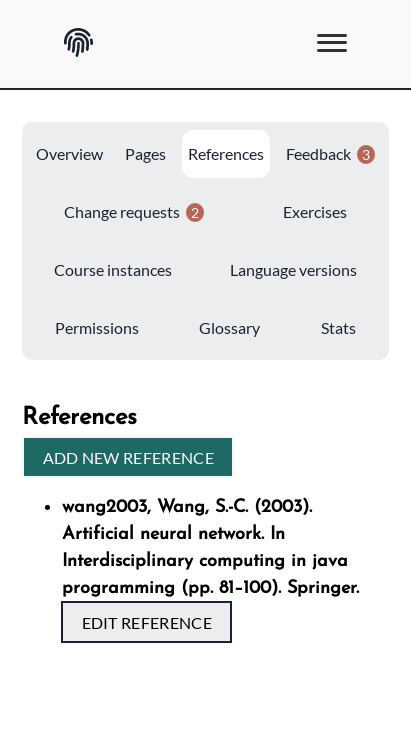 Overview Pages References Feedback 3
Change requests 2 Exercises
Course instances Language versions
Permissions Glossary Stats
References
ADD NEW REFERENCE
• wang2003, Wang, S.-C. (2003).
Artificial neural network. In
Interdisciplinary computing in java
programming (pp. 81–100). Springer.
EDIT REFERENCE